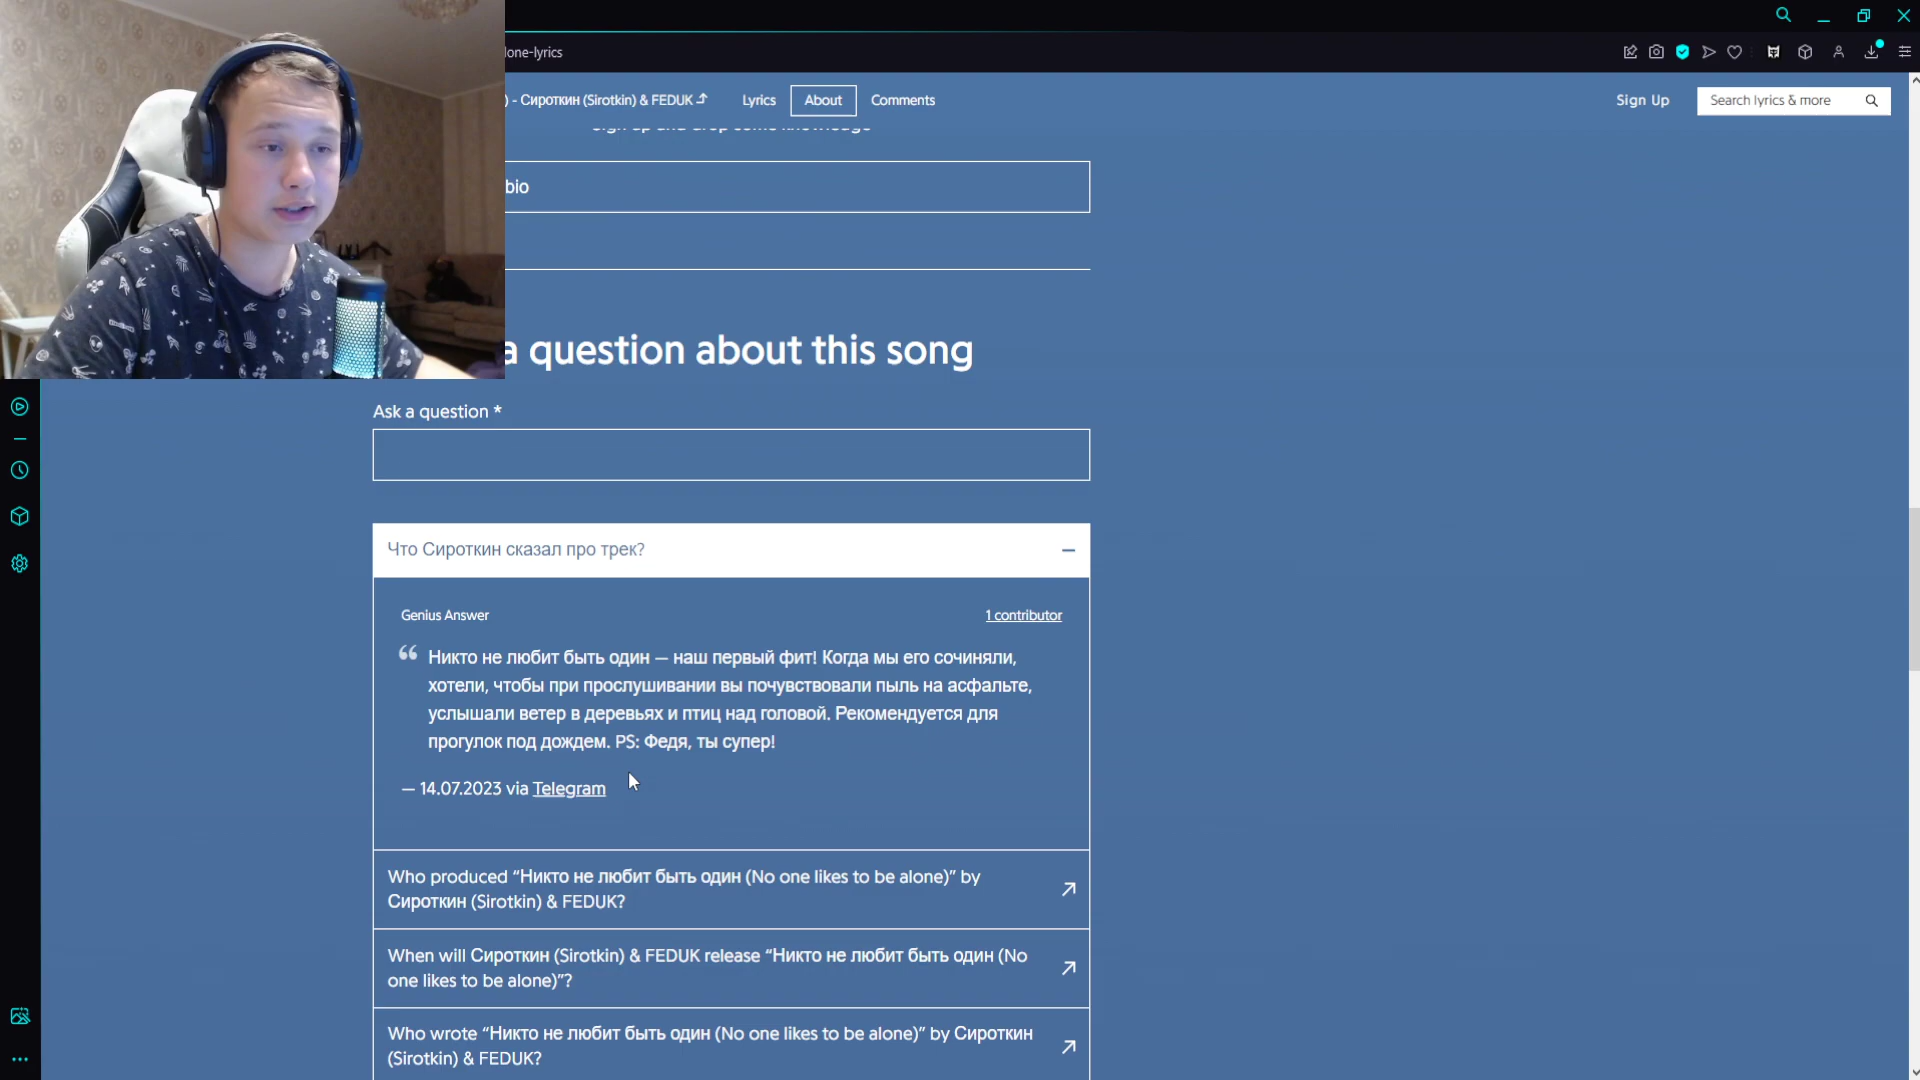 lone-lyrics
) - Сироткин (Sirotkin) & FEDUK
Lyrics
About
Comments
Sign Up
Search lyrics & more
Sign up and drop some knowledge
bio
a question about this song
Ask a question *
Что Сироткин сказал про трек?
Genius Answer
1 contributor
“ Никто не любит быть один — наш первый фит! Когда мы его сочиняли,
хотели, чтобы при прослушивании вы почувствовали пыль на асфальте,
услышали ветер в деревьях и птиц над головой. Рекомендуется для
прогулок под дождем. PS: Федя, ты супер!
— 14.07.2023 via Telegram
Who produced “Никто не любит быть один (No one likes to be alone)” by
Сироткин (Sirotkin) & FEDUK?
When will Сироткин (Sirotkin) & FEDUK release “Никто не любит быть один (No
one likes to be alone)”?
Who wrote “Никто не любит быть один (No one likes to be alone)” by Сироткин
(Sirotkin) & FEDUK?